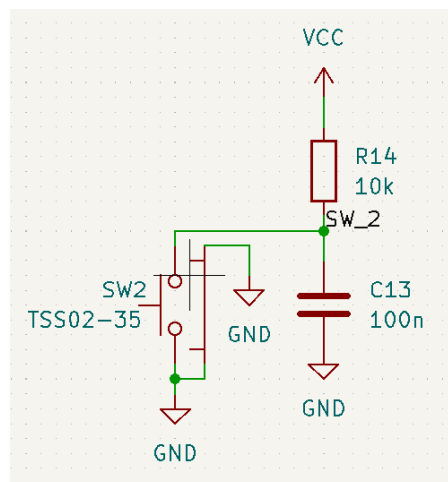 VCC
R14
10k
SW_2
SW2
TSS02-35
C13
100n
GND
GND
GND